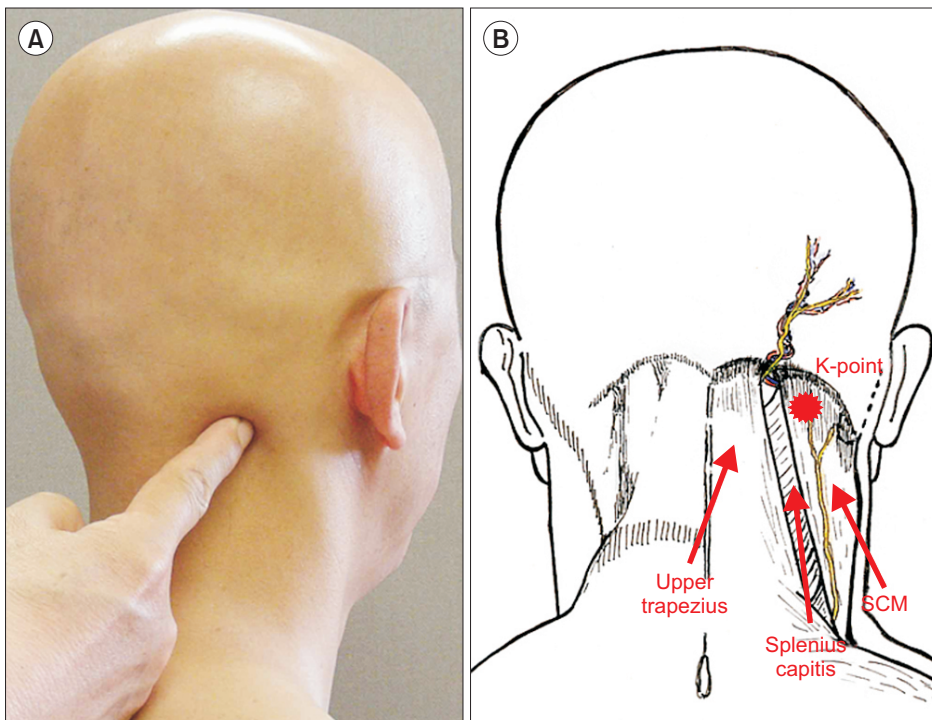 A
B
K-point
Upper
trapezius
SCM
Splenius
capitis